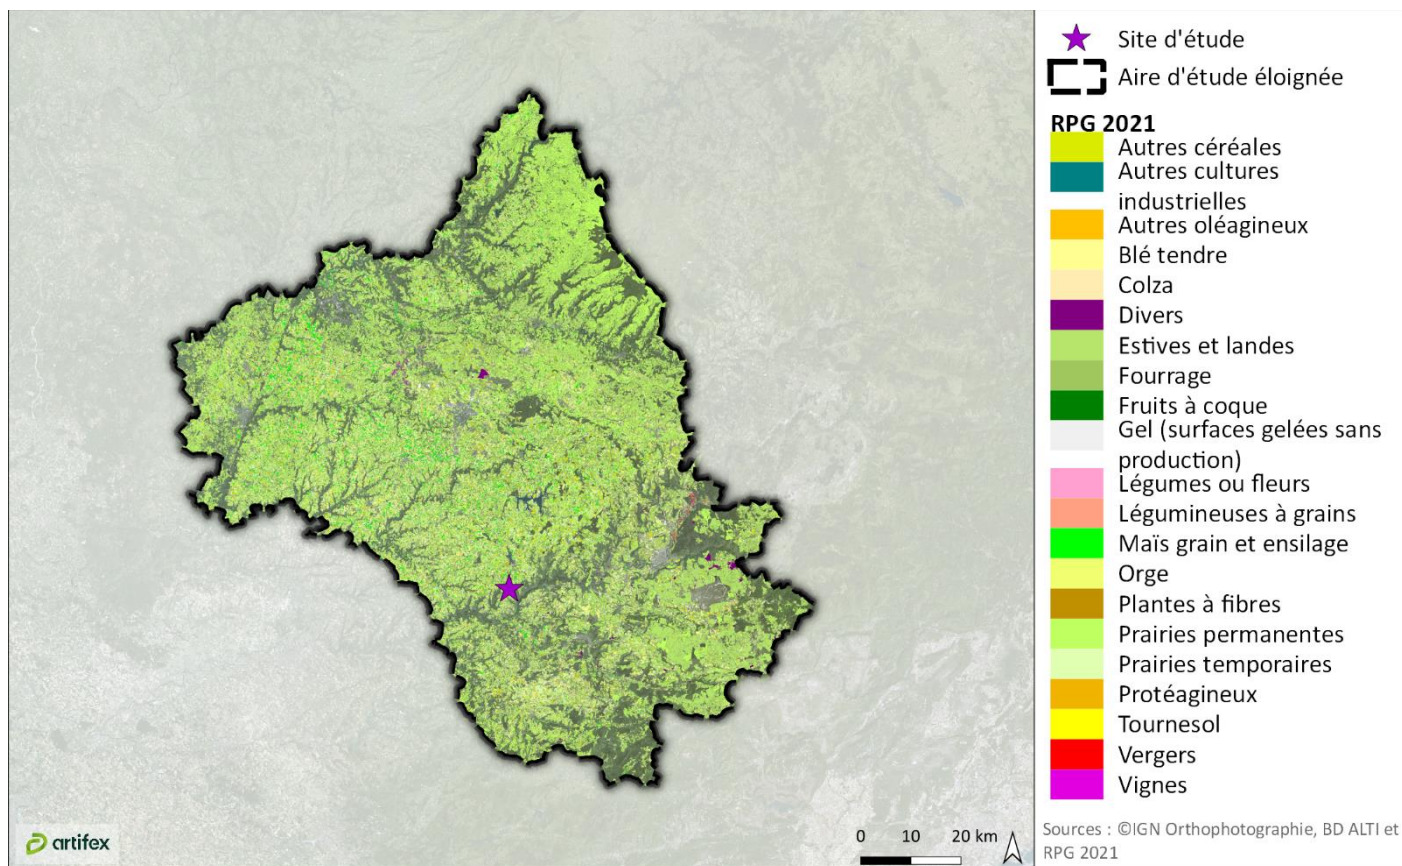 Site d'étude
Aire d'étude éloignée
RPG 2021
Autres céréales
Autres cultures
industrielles
Autres oléagineux
Blé tendre
Colza
Divers
Estives et landes
Fourrage
Fruits à coque
Gel (surfaces gelées sans
production)
Légumes ou fleurs
Légumineuses à grains
Maïs grain et ensilage
Orge
Plantes à fibres
Prairies permanentes
Prairies temporaires
Protéagineux
Tournesol
Vergers
Vignes
Sources : ©IGN Orthophotographie, BD ALTI et
RPG 2021
0 10 20 km
artifex